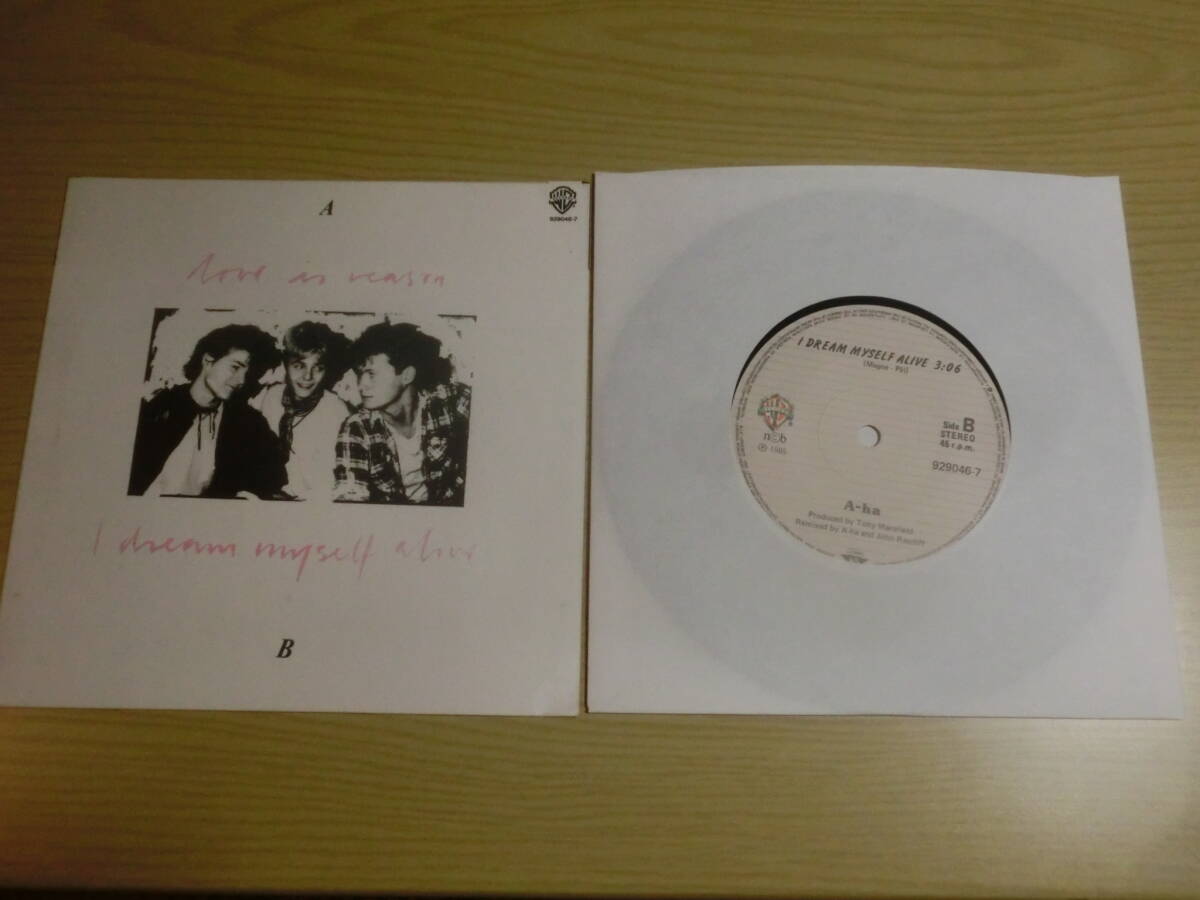 A
929046-7
love is reason
I dream myself alive
B
I DREAM MYSELF ALIVE 3:06
(Magne - Pål)
Side B
STEREO
45 r.p.m.
n©b
℗ 1985
929046-7
A-ha
Produced by Tony Mansfield
Remixed by A-ha and John Ratcliff